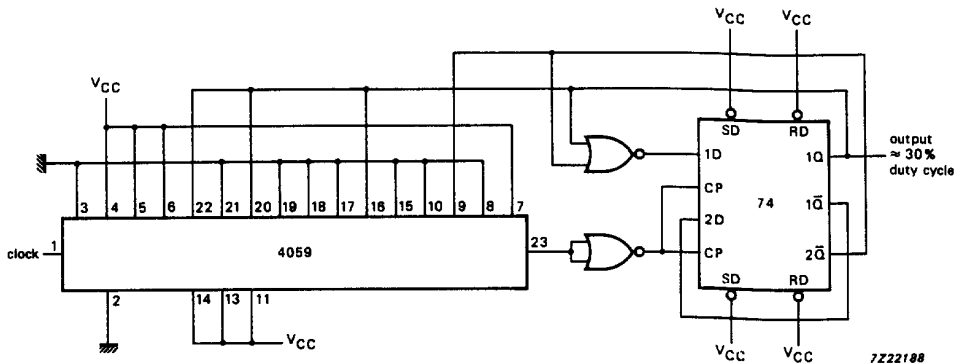 VCC VCC
VCC
SD RD
1D 1Q
output
≈ 30%
duty cycle
CP
2D 74 1Q̅
CP 2Q̅
SD RD
3 4 5 6 22 21 20 19 18 17 16 15 10 9 8 7
clock 1 4059 23
2 14 13 11
VCC
VCC VCC
7Z22188